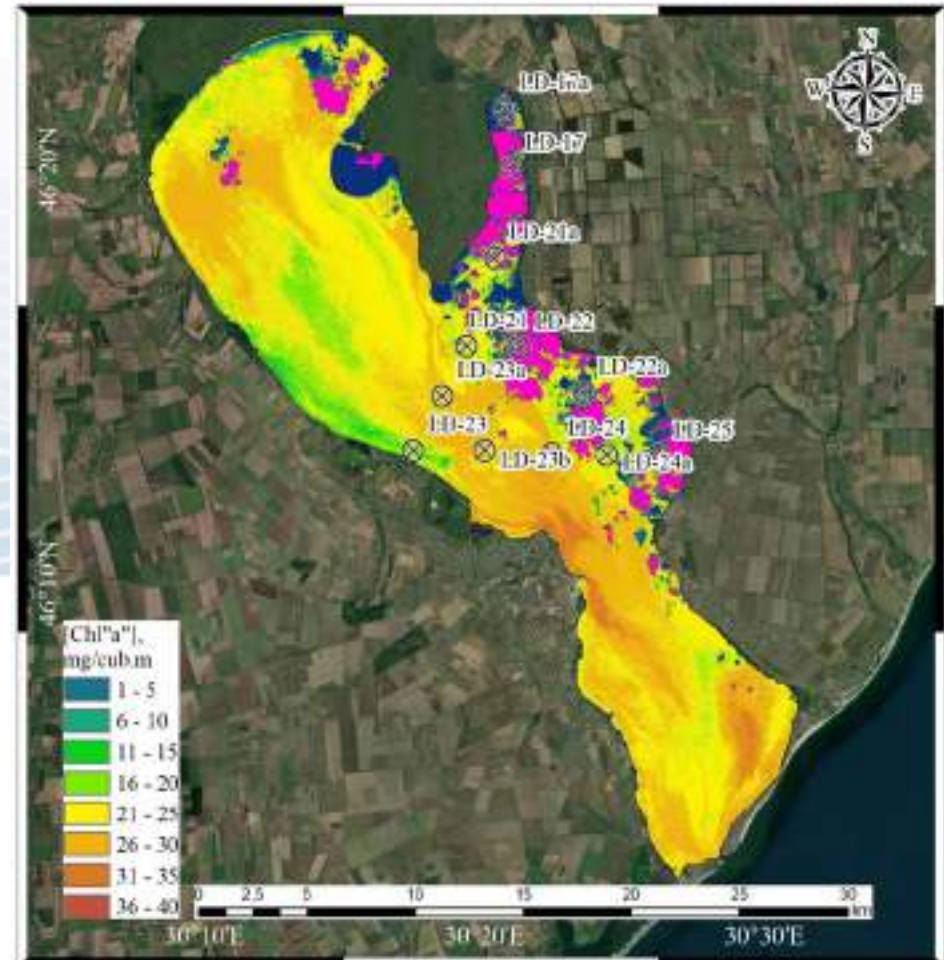 N
W E
S
46°20'N
46°10'N
LD-17a
LD-17
LD-21a
LD-21 LD-22
LD-23a
LD-22a
LD-23
LD-24
LD-25
LD-23b
LD-24a
[Chl"a"],
mg/cub.m
1 - 5
6 - 10
11 - 15
16 - 20
21 - 25
26 - 30
31 - 35
36 - 40
0 2,5 5 10 15 20 25 30
km
30°10'E 30°20'E 30°30'E